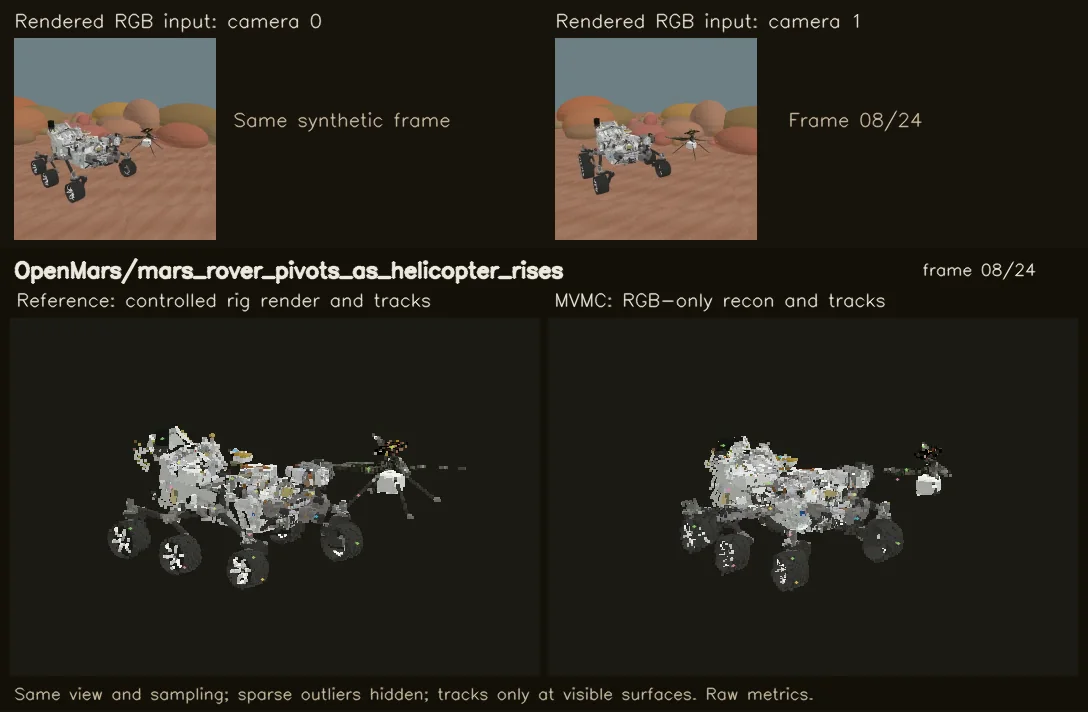 Rendered RGB input: camera 0
Rendered RGB input: camera 1
Same synthetic frame
Frame 08/24
OpenMars/mars_rover_pivots_as_helicopter_rises
frame 08/24
Reference: controlled rig render and tracks
MVMC: RGB-only recon and tracks
Same view and sampling; sparse outliers hidden; tracks only at visible surfaces. Raw metrics.